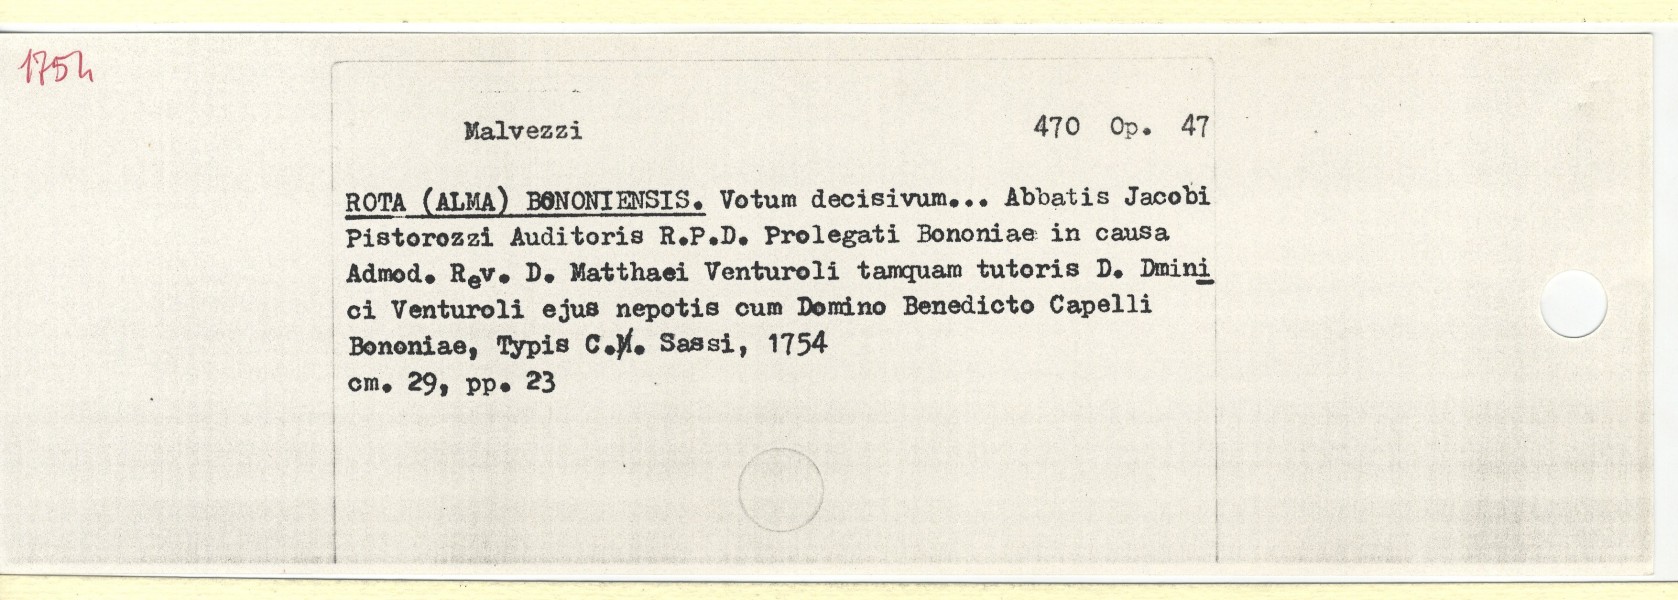 1754
Malvezzi 470 Op. 47
ROTA (ALMA) BONONIENSIS. Votum decisivum... Abbatis Jacobi
Pistorozzi Auditoris R.P.D. Prolegati Bononiae in causa
Admod. Rev. D. Matthaei Venturoli tamquam tutoris D. Dmini
ci Venturoli ejus nepotis cum Domino Benedicto Capelli
Bononiae, Typis C.M. Sassi, 1754
cm. 29, pp. 23